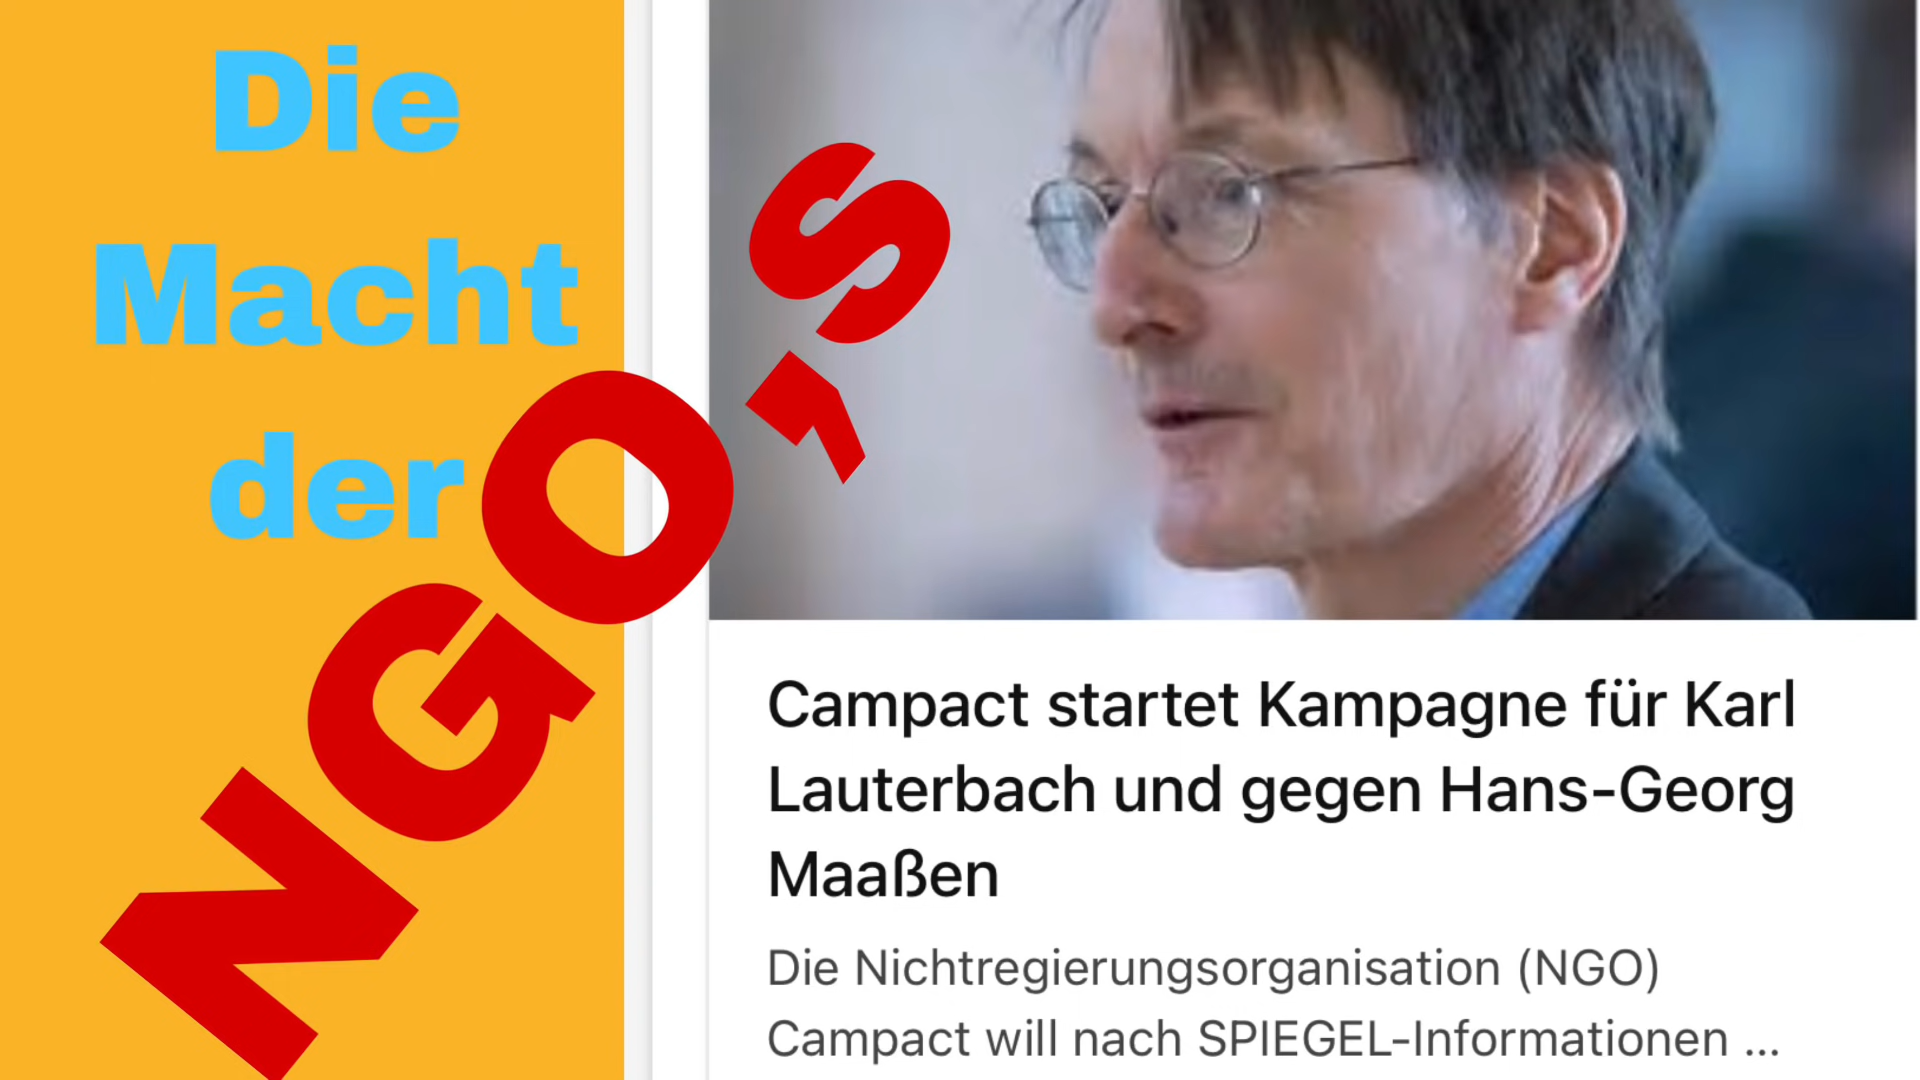 Die
Macht
der
NGO,s
Campact startet Kampagne für Karl
Lauterbach und gegen Hans-Georg
Maaßen
Die Nichtregierungsorganisation (NGO)
Campact will nach SPIEGEL-Informationen ...